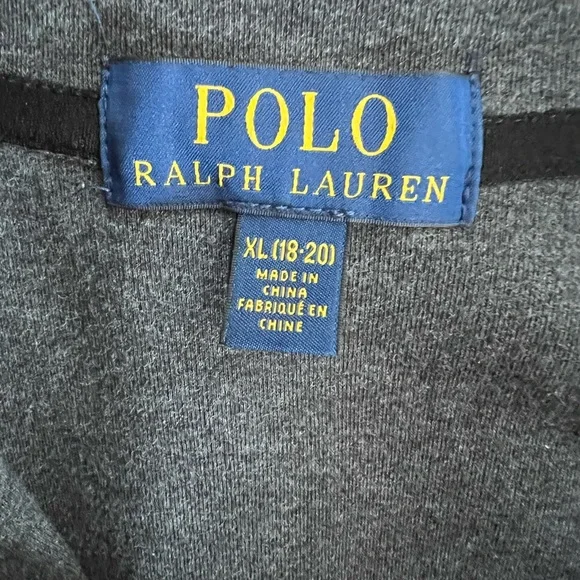 POLO
RALPH LAUREN
XL (18-20)
MADE IN
CHINA
FABRIQUÉ EN
CHINE